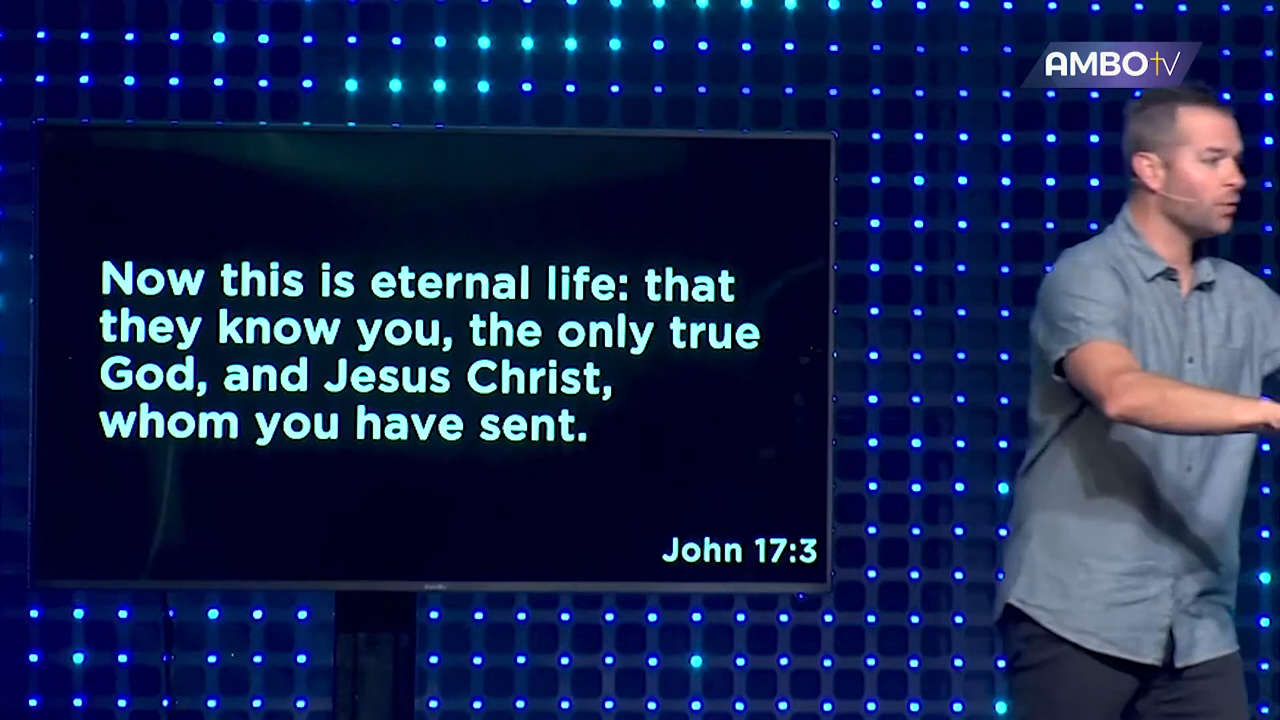 AMBOTV
Now this is eternal life: that
they know you, the only true
God, and Jesus Christ,
whom you have sent.
John 17:3